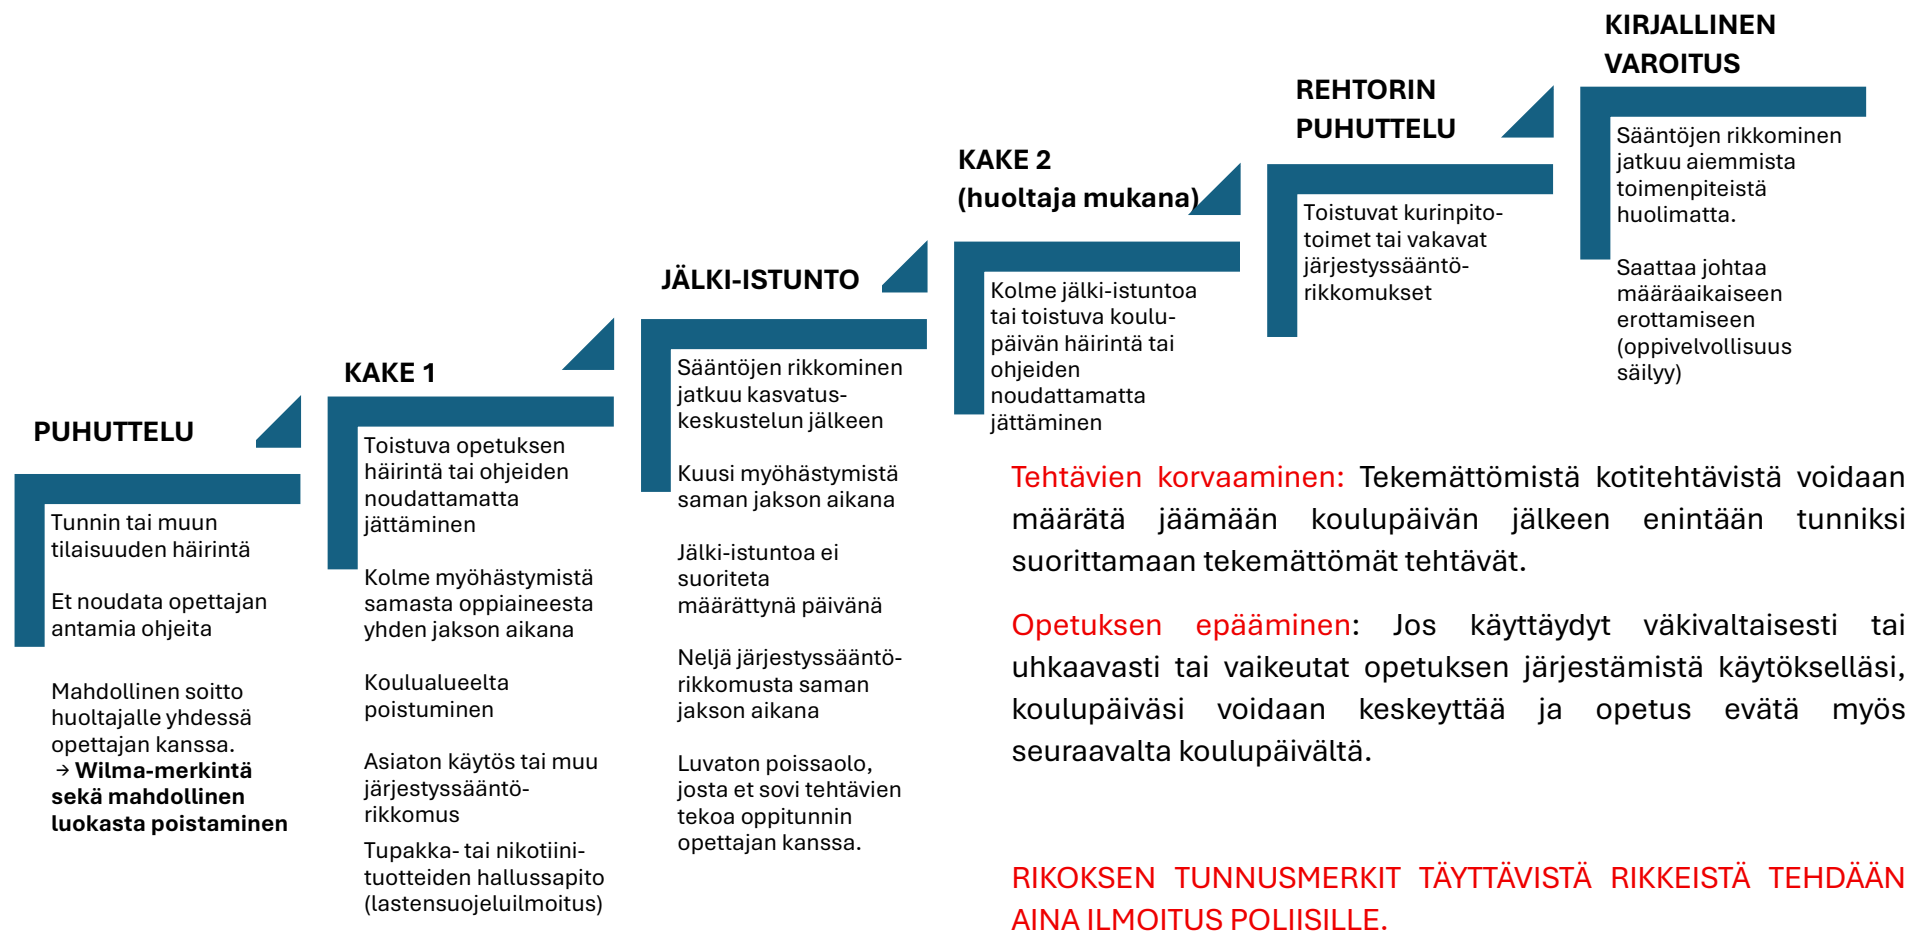 PUHUTTELU
Tunnin tai muun
tilaisuuden häirintä
Et noudata opettajan
antamia ohjeita
Mahdollinen soitto
huoltajalle yhdessä
opettajan kanssa.
→ Wilma-merkintä
sekä mahdollinen
luokasta poistaminen
KAKE 1
Toistuva opetuksen
häirintä tai ohjeiden
noudattamatta
jättäminen
Kolme myöhästymistä
samasta oppiaineesta
yhden jakson aikana
Koulualueelta
poistuminen
Asiaton käytös tai muu
järjestyssääntö-
rikkomus
Tupakka- tai nikotiini-
tuotteiden hallussapito
(lastensuojeluilmoitus)
JÄLKI-ISTUNTO
Sääntöjen rikkominen
jatkuu kasvatus-
keskustelun jälkeen
Kuusi myöhästymistä
saman jakson aikana
Jälki-istuntoa ei
suoriteta
määrättynä päivänä
Neljä järjestyssääntö-
rikkomusta saman
jakson aikana
Luvaton poissaolo,
josta et sovi tehtävien
tekoa oppitunnin
opettajan kanssa.
KAKE 2
(huoltaja mukana)
Kolme jälki-istuntoa
tai toistuva koulu-
päivän häirintä tai
ohjeiden
noudattamatta
jättäminen
REHTORIN
PUHUTTELU
Toistuvat kurinpito-
toimet tai vakavat
järjestyssääntö-
rikkomukset
KIRJALLINEN
VAROITUS
Sääntöjen rikkominen
jatkuu aiemmista
toimenpiteistä
huolimatta.
Saattaa johtaa
määräaikaiseen
erottamiseen
(oppivelvollisuus
säilyy)
Tehtävien korvaaminen: Tekemättömistä kotitehtävistä voidaan
määrätä jäämään koulupäivän jälkeen enintään tunniksi
suorittamaan tekemättömät tehtävät.
Opetuksen epääminen: Jos käyttäydyt väkivaltaisesti tai
uhkaavasti tai vaikeutat opetuksen järjestämistä käytökselläsi,
koulupäiväsi voidaan keskeyttää ja opetus evätä myös
seuraavalta koulupäivältä.
RIKOKSEN TUNNUSMERKIT TÄYTTÄVISTÄ RIKKEISTÄ TEHDÄÄN
AINA ILMOITUS POLIISILLE.